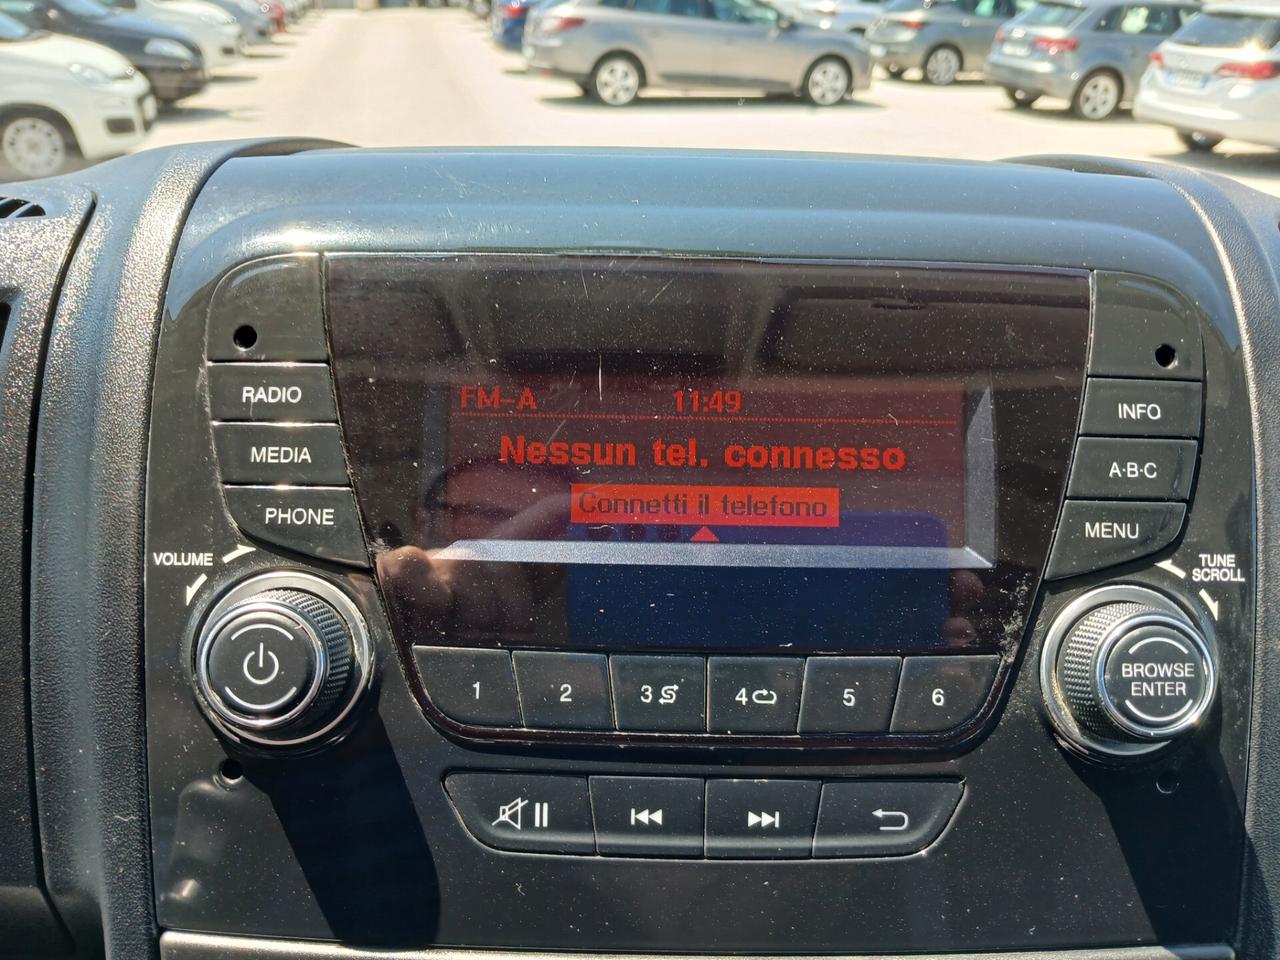 RADIO
MEDIA
PHONE
VOLUME
FM-A 11:49
Nessun tel. connesso
Connetti il telefono
INFO
A·B·C
MENU
TUNE
SCROLL
1 2 3 4 5 6
BROWSE
ENTER